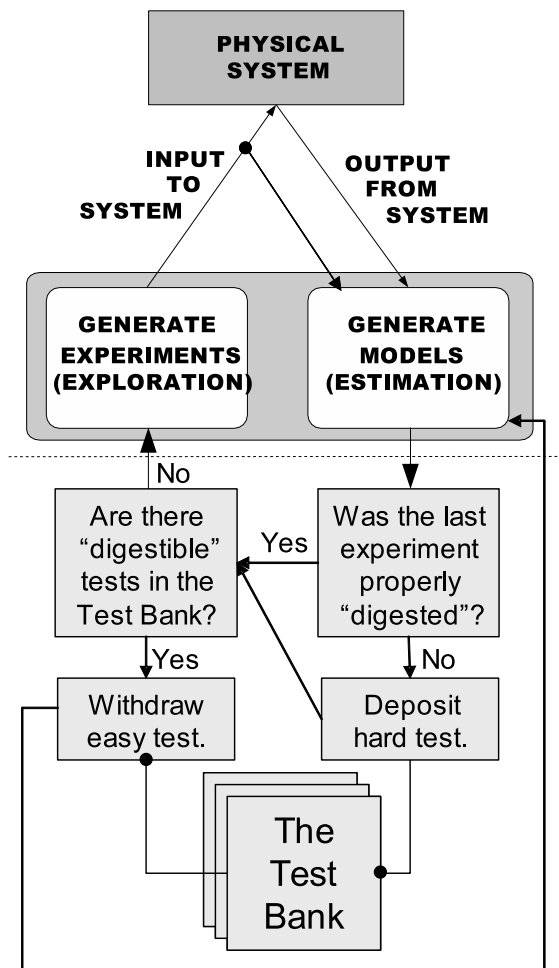 PHYSICAL
SYSTEM
INPUT
TO
SYSTEM
OUTPUT
FROM
SYSTEM
GENERATE
EXPERIMENTS
(EXPLORATION)
GENERATE
MODELS
(ESTIMATION)
No
Are there
“digestible”
tests in the
Test Bank?
Yes
Was the last
experiment
properly
“digested”?
Yes
No
Withdraw
easy test.
Deposit
hard test.
The
Test
Bank